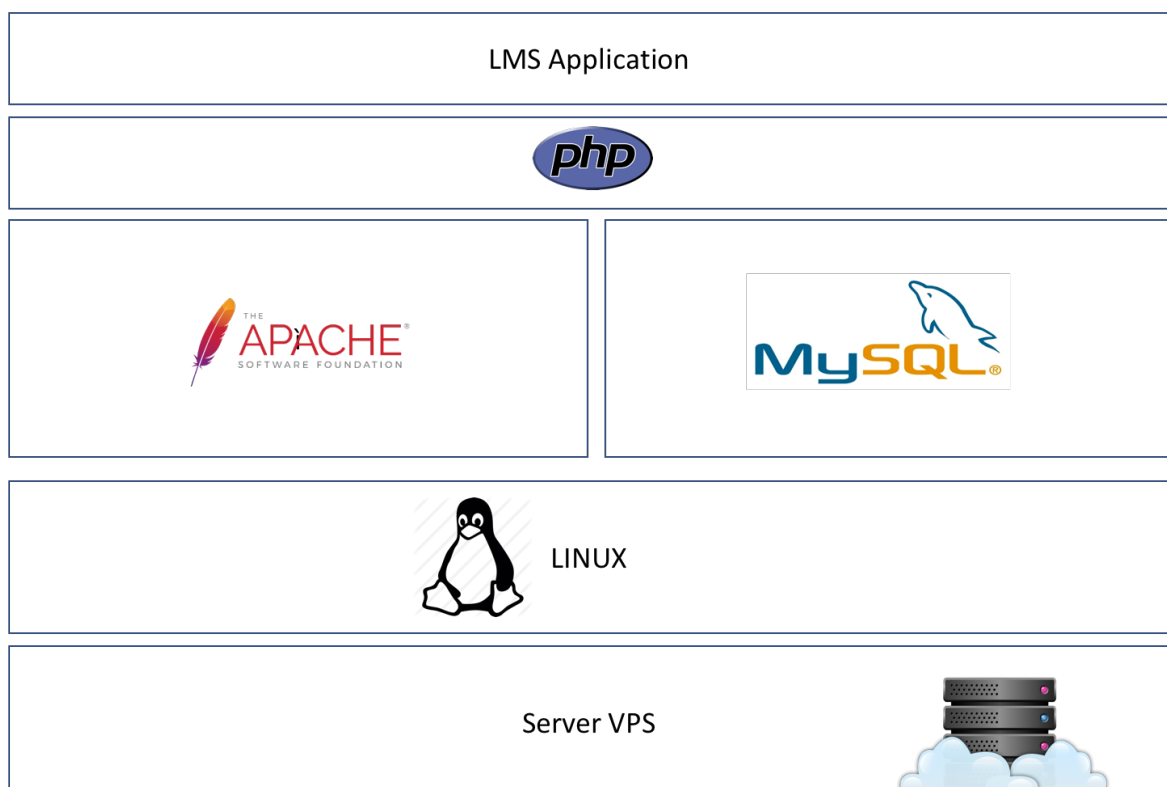 LMS Application
php
THE
APACHE®
SOFTWARE FOUNDATION
MySQL®
LINUX
Server VPS